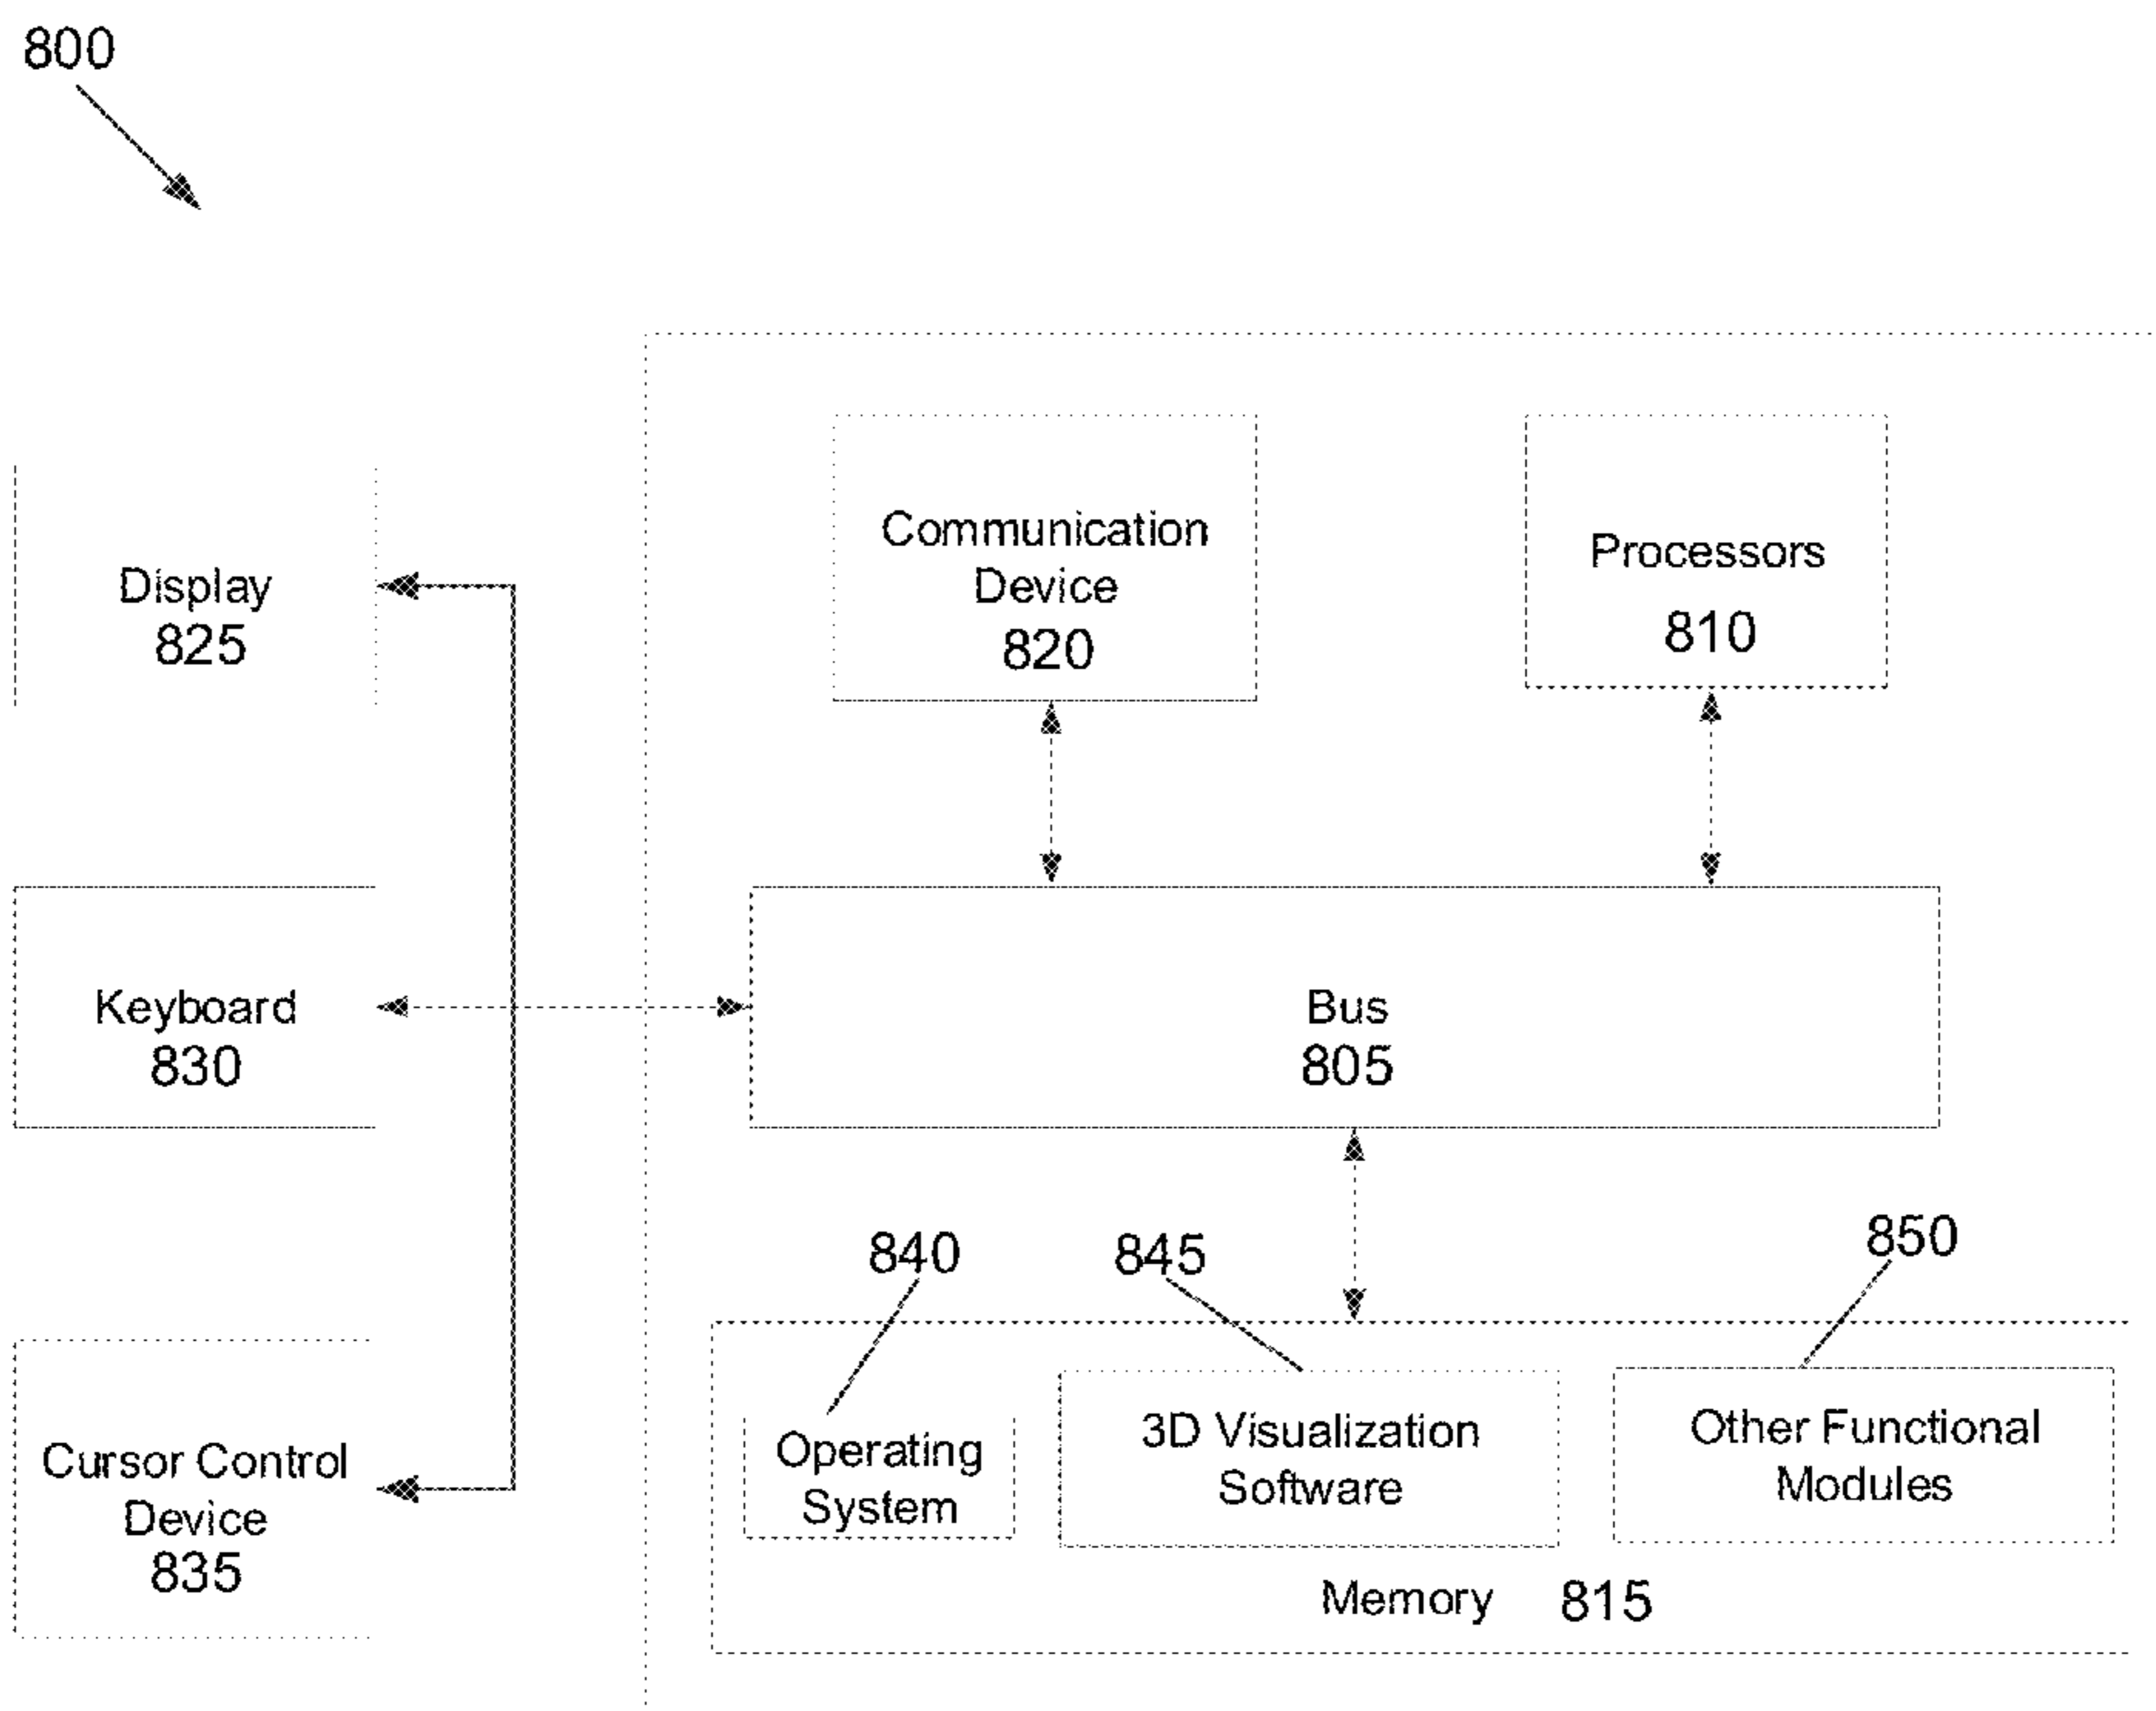 800
Communication
Device
820
Processors
810
Display
825
Keyboard
830
Bus
805
840
845
850
Cursor Control
Device
835
Operating
System
3D Visualization
Software
Other Functional
Modules
Memory 815